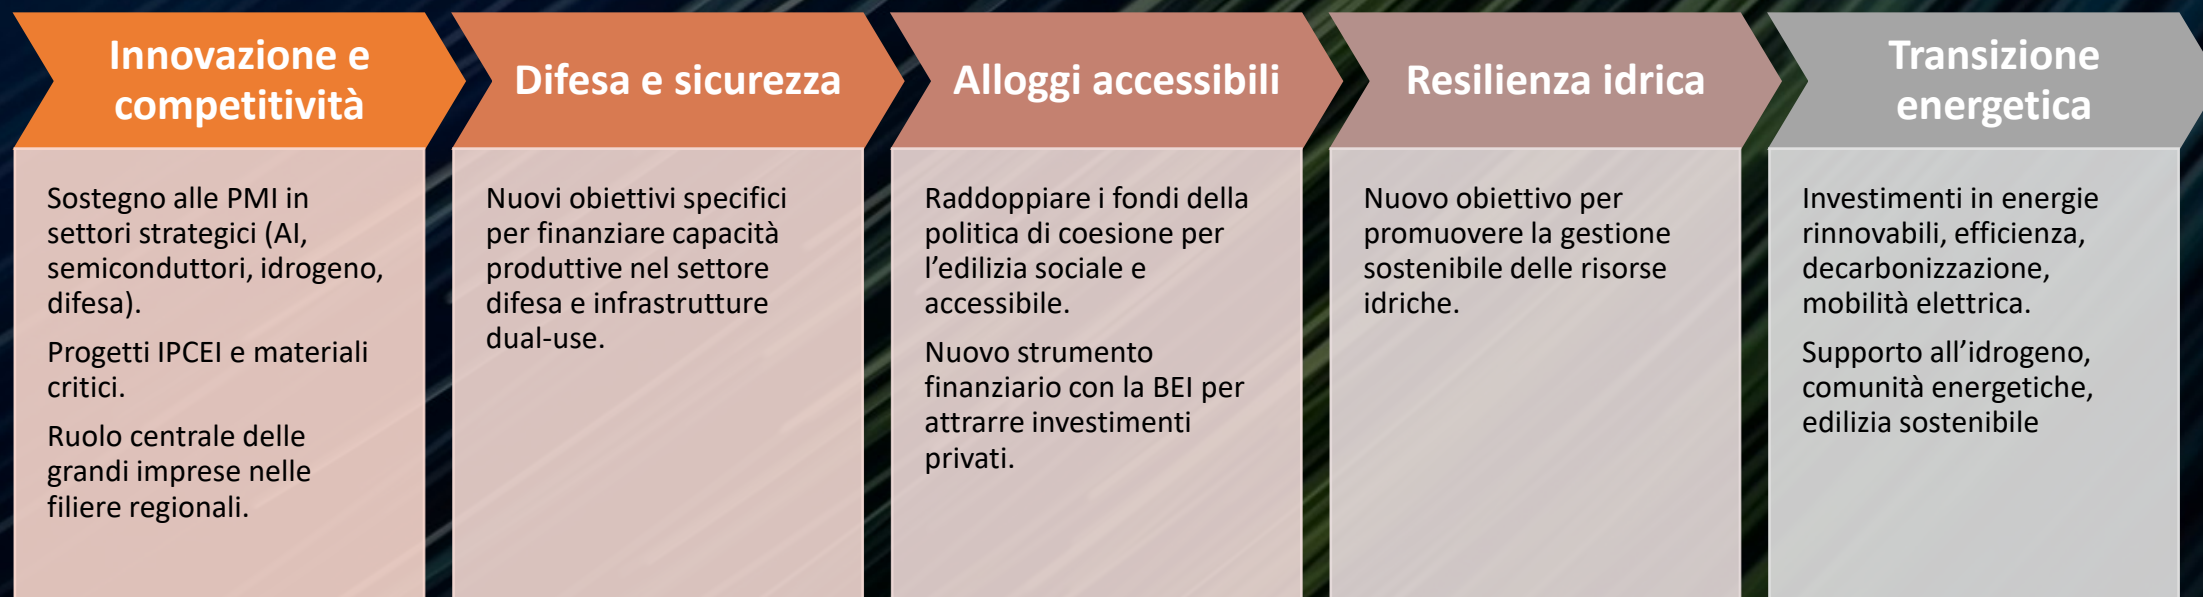 Innovazione e
competitività
Sostegno alle PMI in
settori strategici (AI,
semiconduttori, idrogeno,
difesa).
Progetti IPCEI e materiali
critici.
Ruolo centrale delle
grandi imprese nelle
filiere regionali.
Difesa e sicurezza
Nuovi obiettivi specifici
per finanziare capacità
produttive nel settore
difesa e infrastrutture
dual-use.
Alloggi accessibili
Raddoppiare i fondi della
politica di coesione per
l’edilizia sociale e
accessibile.
Nuovo strumento
finanziario con la BEI per
attrarre investimenti
privati.
Resilienza idrica
Nuovo obiettivo per
promuovere la gestione
sostenibile delle risorse
idriche.
Transizione
energetica
Investimenti in energie
rinnovabili, efficienza,
decarbonizzazione,
mobilità elettrica.
Supporto all’idrogeno,
comunità energetiche,
edilizia sostenibile